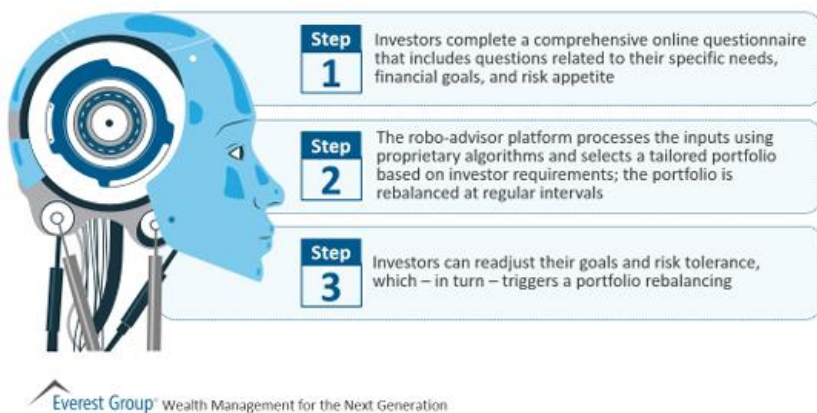 Step
1
Investors complete a comprehensive online questionnaire
that includes questions related to their specific needs,
financial goals, and risk appetite
Step
2
The robo-advisor platform processes the inputs using
proprietary algorithms and selects a tailored portfolio
based on investor requirements; the portfolio is
rebalanced at regular intervals
Step
3
Investors can readjust their goals and risk tolerance,
which – in turn – triggers a portfolio rebalancing
Everest Group® Wealth Management for the Next Generation